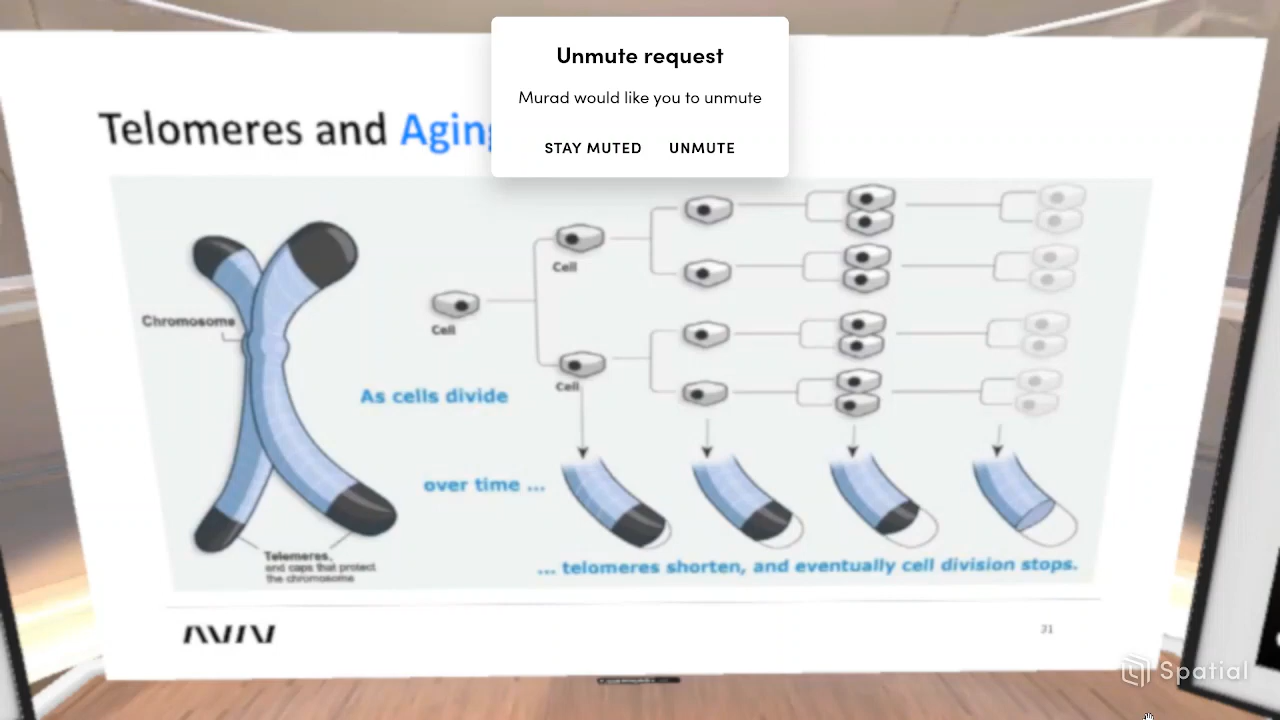 Unmute request
Murad would like you to unmute
STAY MUTED UNMUTE
Telomeres and Aging
Chromosome
Cell
Cell
Cell
As cells divide
over time ...
Telomeres,
end caps that protect
the chromosome
... telomeres shorten, and eventually cell division stops.
AVIV
31
Spatial